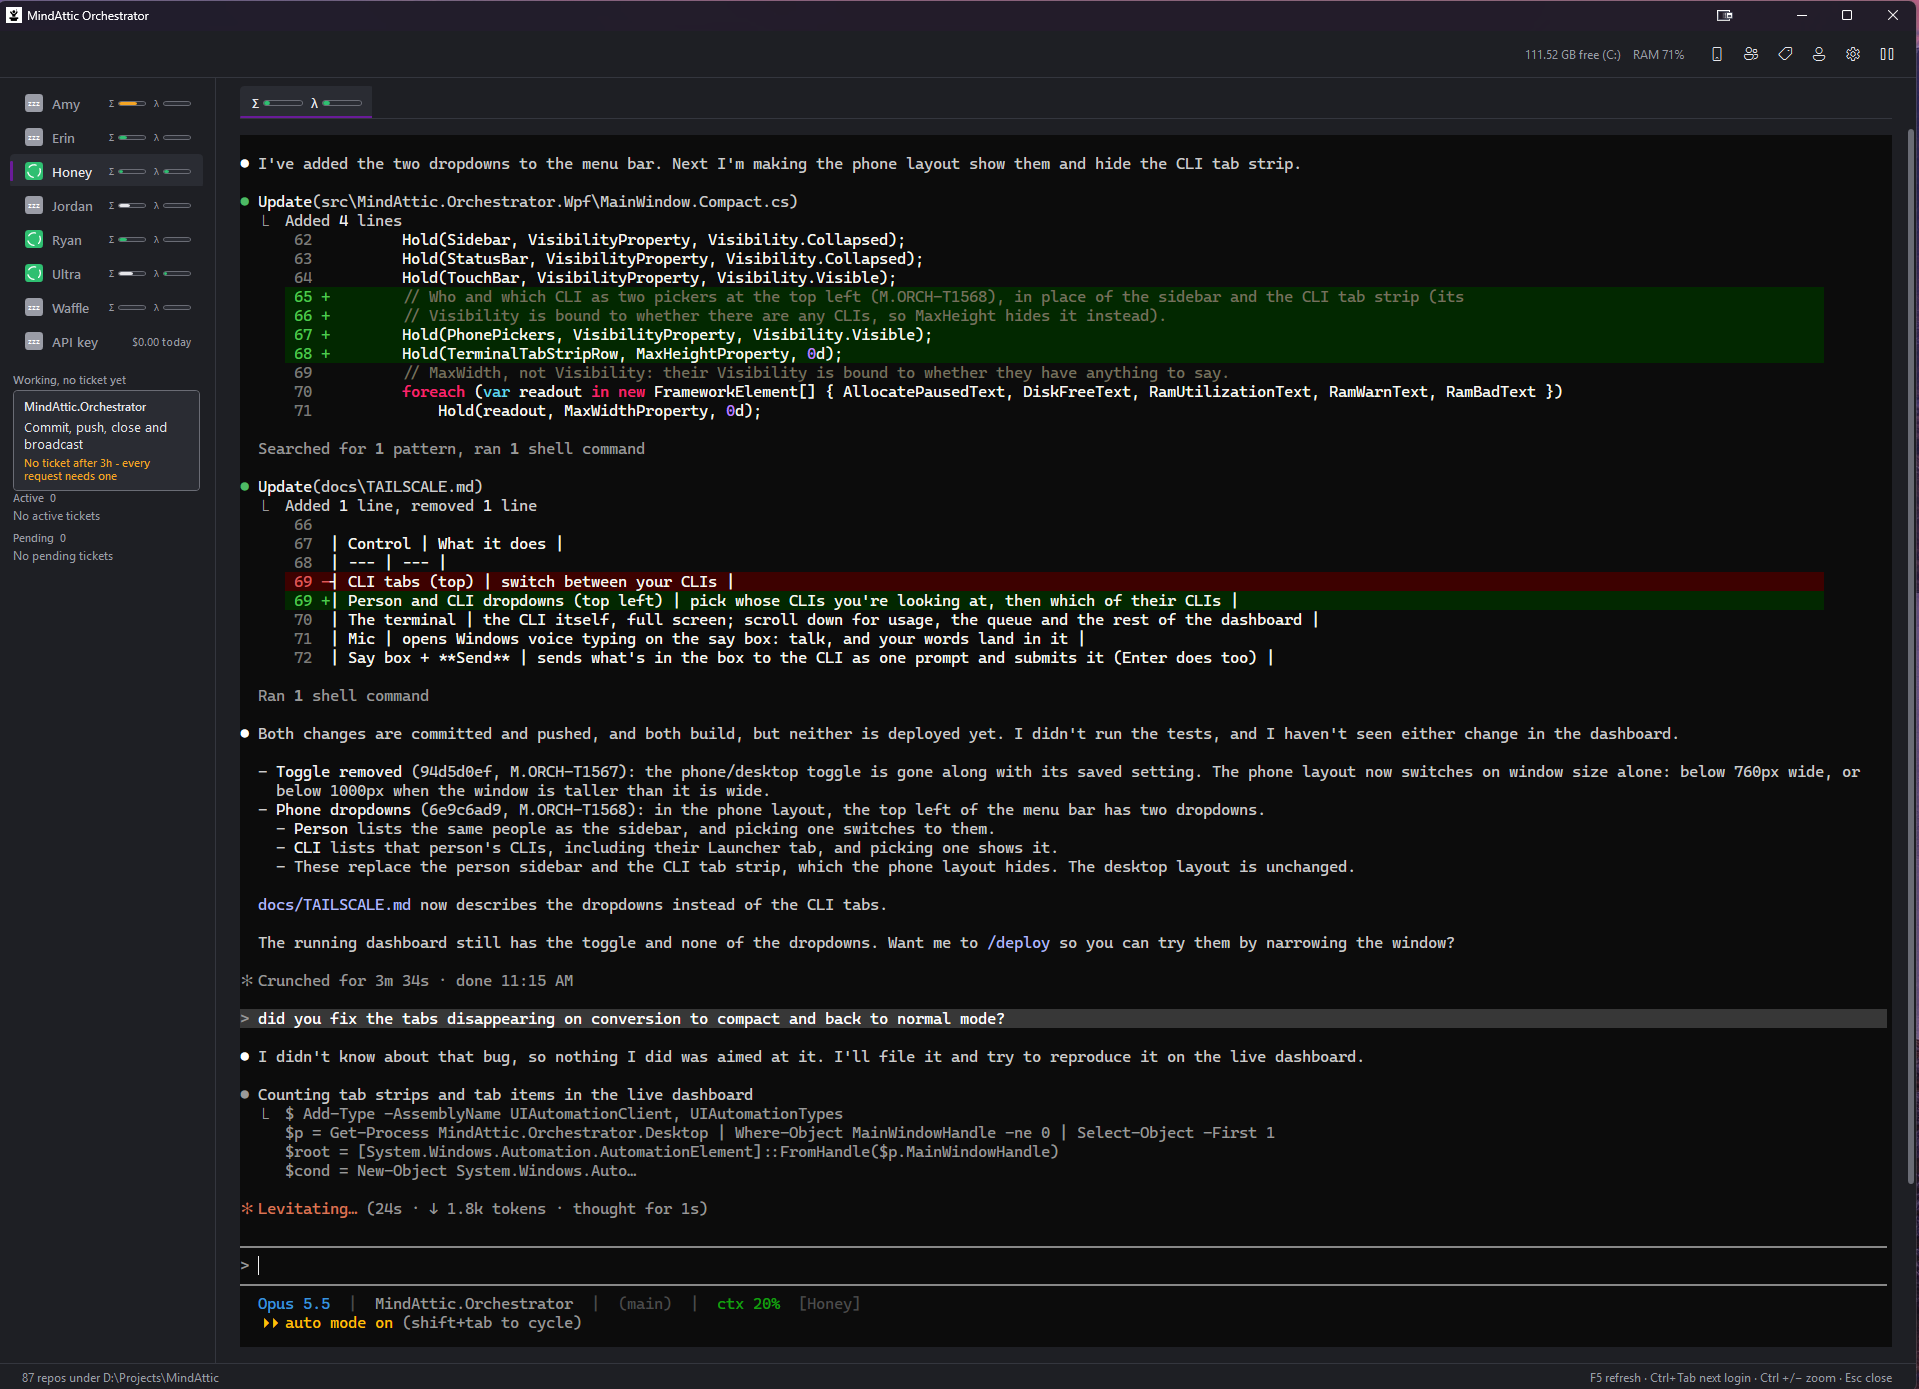 MindAttic Orchestrator
111.52 GB free (C:) RAM 71%
zzz Amy Σ λ
zzz Erin Σ λ
Honey Σ λ
zzz Jordan Σ λ
Ryan Σ λ
Ultra Σ λ
zzz Waffle Σ λ
zzz API key $0.00 today
Working, no ticket yet
MindAttic.Orchestrator
Commit, push, close and
broadcast
No ticket after 3h - every
request needs one
Active 0
No active tickets
Pending 0
No pending tickets
Σ λ
● I've added the two dropdowns to the menu bar. Next I'm making the phone layout show them and hide the CLI tab strip.
● Update(src\MindAttic.Orchestrator.Wpf\MainWindow.Compact.cs)
└ Added 4 lines
62 Hold(Sidebar, VisibilityProperty, Visibility.Collapsed);
63 Hold(StatusBar, VisibilityProperty, Visibility.Collapsed);
64 Hold(TouchBar, VisibilityProperty, Visibility.Visible);
65 + // Who and which CLI as two pickers at the top left (M.ORCH-T1568), in place of the sidebar and the CLI tab strip (its
66 + // Visibility is bound to whether there are any CLIs, so MaxHeight hides it instead).
67 + Hold(PhonePickers, VisibilityProperty, Visibility.Visible);
68 + Hold(TerminalTabStripRow, MaxHeightProperty, 0d);
69 // MaxWidth, not Visibility: their Visibility is bound to whether they have anything to say.
70 foreach (var readout in new FrameworkElement[] { AllocatePausedText, DiskFreeText, RamUtilizationText, RamWarnText, RamBadText })
71 Hold(readout, MaxWidthProperty, 0d);
Searched for 1 pattern, ran 1 shell command
● Update(docs\TAILSCALE.md)
└ Added 1 line, removed 1 line
66
67 | Control | What it does |
68 | --- | --- |
69 -| CLI tabs (top) | switch between your CLIs |
69 +| Person and CLI dropdowns (top left) | pick whose CLIs you're looking at, then which of their CLIs |
70 | The terminal | the CLI itself, full screen; scroll down for usage, the queue and the rest of the dashboard |
71 | Mic | opens Windows voice typing on the say box: talk, and your words land in it |
72 | Say box + **Send** | sends what's in the box to the CLI as one prompt and submits it (Enter does too) |
Ran 1 shell command
● Both changes are committed and pushed, and both build, but neither is deployed yet. I didn't run the tests, and I haven't seen either change in the dashboard.
- Toggle removed (94d5d0ef, M.ORCH-T1567): the phone/desktop toggle is gone along with its saved setting. The phone layout now switches on window size alone: below 760px wide, or
below 1000px when the window is taller than it is wide.
- Phone dropdowns (6e9c6ad9, M.ORCH-T1568): in the phone layout, the top left of the menu bar has two dropdowns.
- Person lists the same people as the sidebar, and picking one switches to them.
- CLI lists that person's CLIs, including their Launcher tab, and picking one shows it.
- These replace the person sidebar and the CLI tab strip, which the phone layout hides. The desktop layout is unchanged.
docs/TAILSCALE.md now describes the dropdowns instead of the CLI tabs.
The running dashboard still has the toggle and none of the dropdowns. Want me to /deploy so you can try them by narrowing the window?
✻ Crunched for 3m 34s · done 11:15 AM
> did you fix the tabs disappearing on conversion to compact and back to normal mode?
● I didn't know about that bug, so nothing I did was aimed at it. I'll file it and try to reproduce it on the live dashboard.
● Counting tab strips and tab items in the live dashboard
└ $ Add-Type -AssemblyName UIAutomationClient, UIAutomationTypes
$p = Get-Process MindAttic.Orchestrator.Desktop | Where-Object MainWindowHandle -ne 0 | Select-Object -First 1
$root = [System.Windows.Automation.AutomationElement]::FromHandle($p.MainWindowHandle)
$cond = New-Object System.Windows.Auto…
✻ Levitating… (24s · ↓ 1.8k tokens · thought for 1s)
>
Opus 5.5 | MindAttic.Orchestrator | (main) | ctx 20% [Honey]
⏵⏵ auto mode on (shift+tab to cycle)
87 repos under D:\Projects\MindAttic
F5 refresh · Ctrl+Tab next login · Ctrl +/− zoom · Esc close